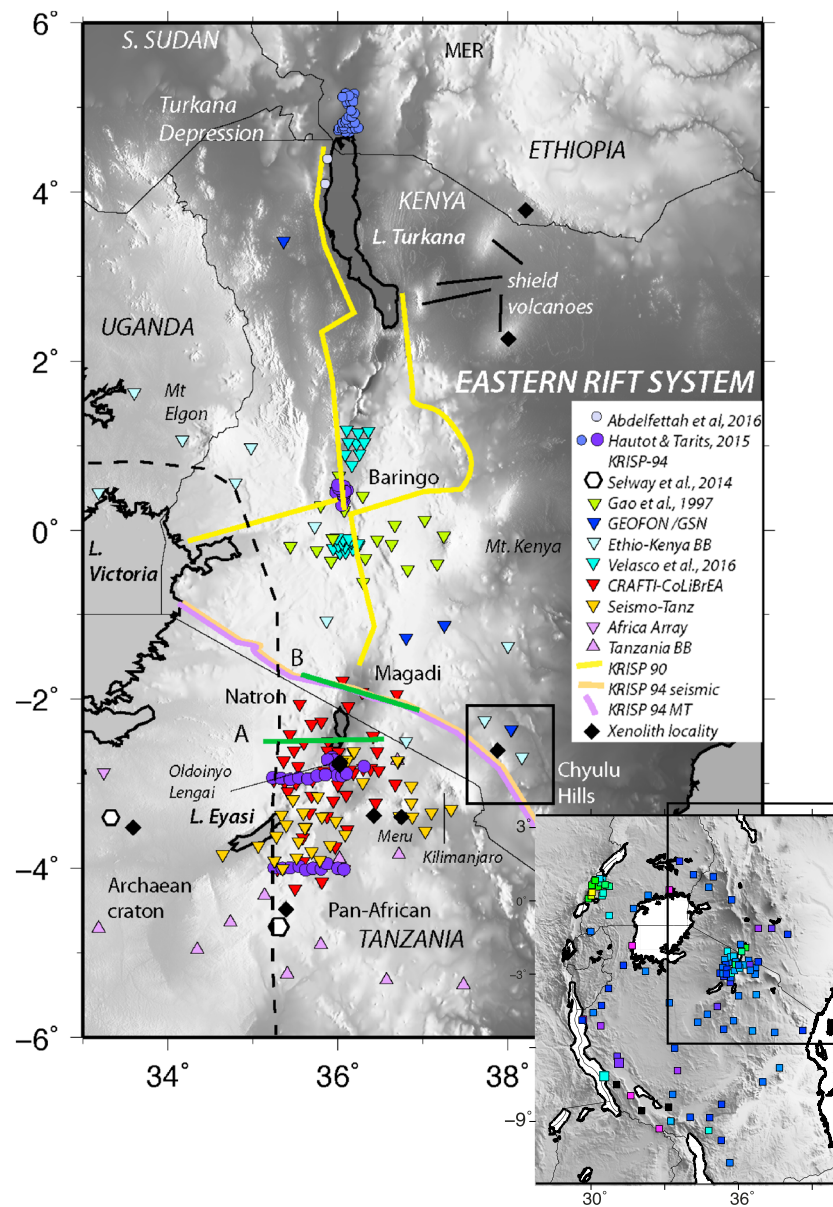 6°
S. SUDAN
MER
Turkana
Depression
ETHIOPIA
4°
KENYA
L. Turkana
shield
volcanoes
UGANDA
2°
Mt
Elgon
EASTERN RIFT SYSTEM
Abdelfettah et al, 2016
Hautot & Tarits, 2015
KRISP-94
Selway et al., 2014
Gao et al., 1997
GEOFON /GSN
Ethio-Kenya BB
Velasco et al., 2016
CRAFTI-CoLiBrEA
Seismo-Tanz
Africa Array
Tanzania BB
KRISP 90
KRISP 94 seismic
KRISP 94 MT
Xenolith locality
Baringo
0°
L.
Victoria
Mt. Kenya
B
Magadi
−2°
Natron
A
Oldoinyo
Lengai
Chyulu
Hills
L. Eyasi
Meru
Kilimanjaro
−4°
Archaean
craton
Pan-African
TANZANIA
−6°
34°
36°
38°
3°
0°
−3°
−9°
30°
36°